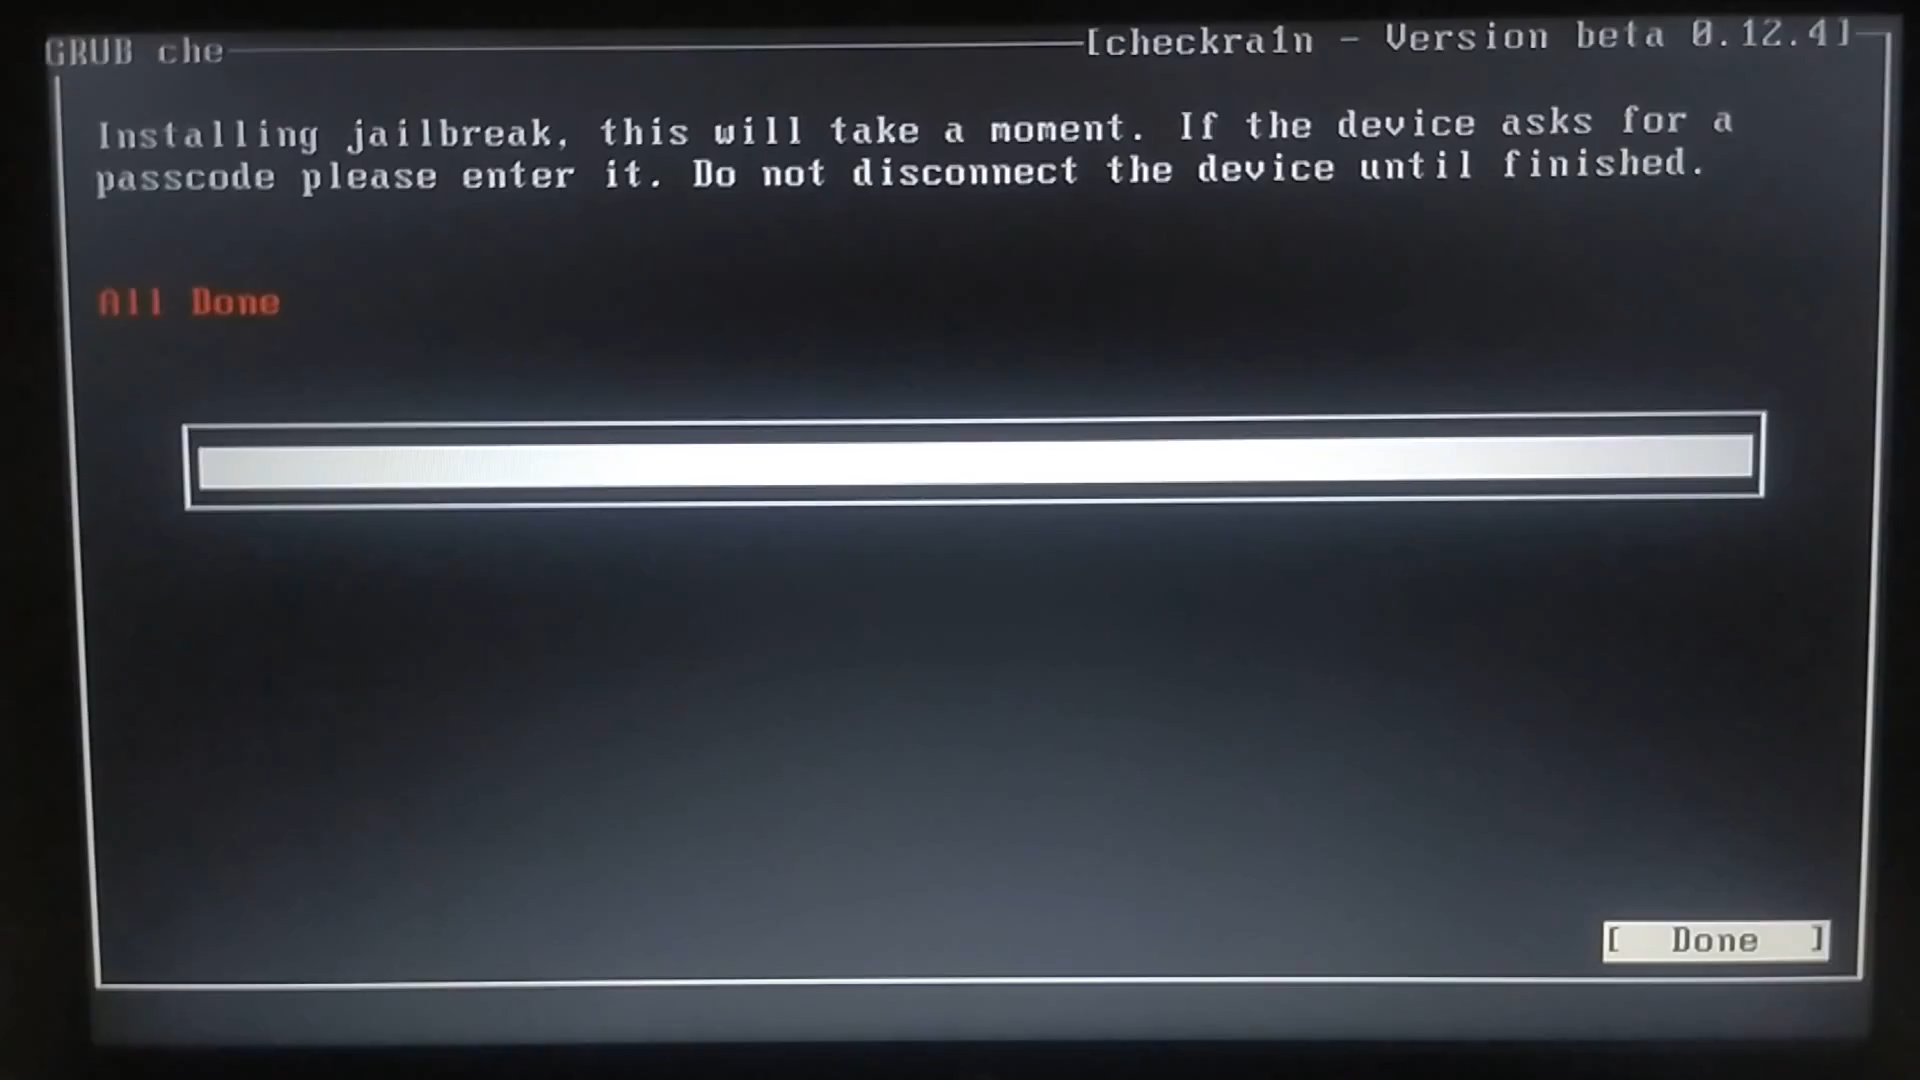 GRUB che
[checkra1n - Version beta 0.12.4]
Installing jailbreak, this will take a moment. If the device asks for a
passcode please enter it. Do not disconnect the device until finished.
All Done
[ Done ]